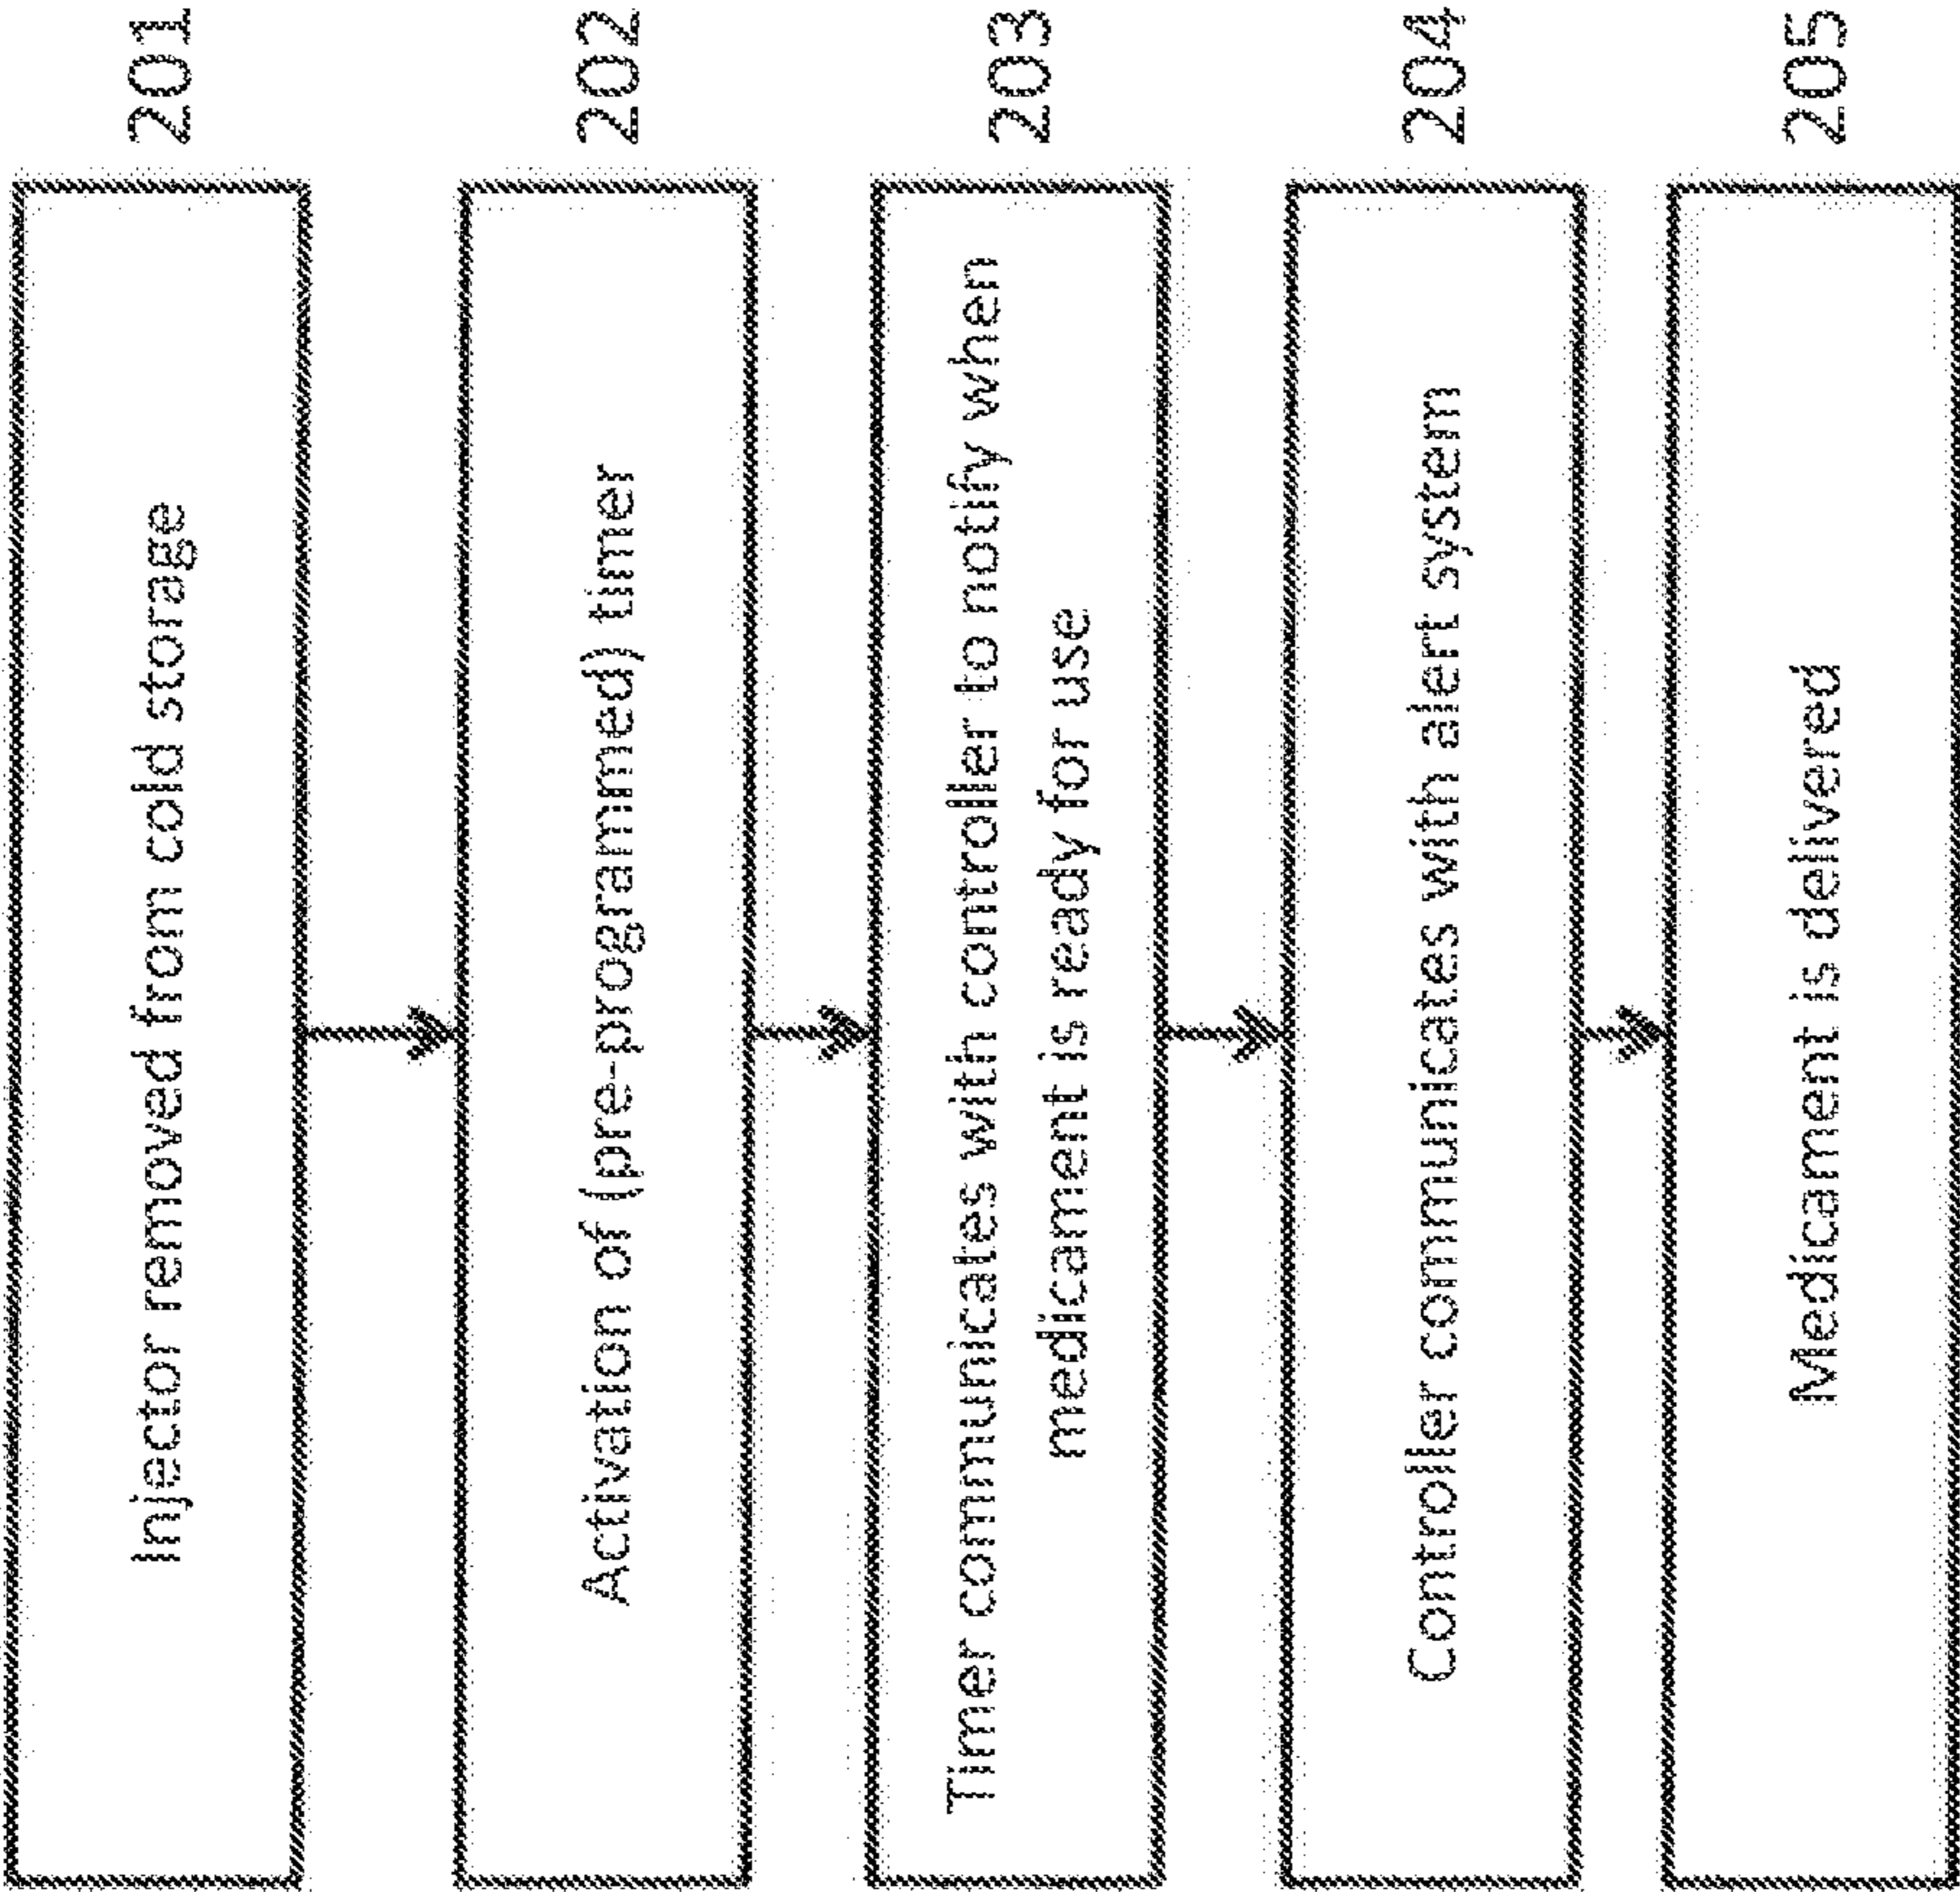 Injector removed from cold storage
201
Activation of (pre-programmed) timer
202
Timer communicates with controller to notify when
medicament is ready for use
203
Controller communicates with alert system
204
Medicament is delivered
205